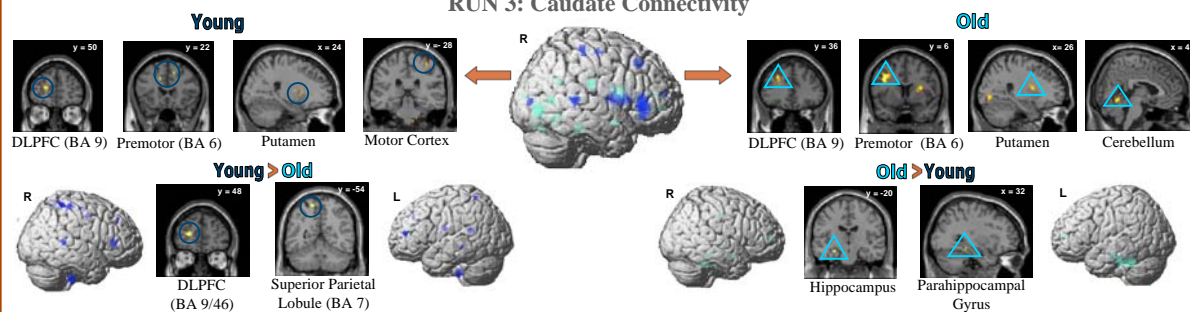 RUN 3: Caudate Connectivity
Young
y = 50
y = 22
x = 24
y = - 28
DLPFC (BA 9)
Premotor (BA 6)
Putamen
Motor Cortex
R
Old
y = 36
y = 6
x= 26
x = 4
DLPFC (BA 9)
Premotor (BA 6)
Putamen
Cerebellum
Young > Old
R
y = 48
y = -54
L
DLPFC
(BA 9/46)
Superior Parietal
Lobule (BA 7)
Old >Young
R
y = -20
x = 32
L
Hippocampus
Parahippocampal
Gyrus